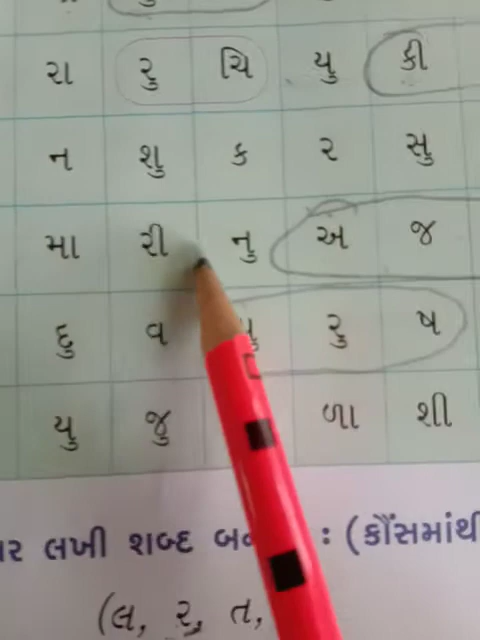 રા રુ ચિ યુ કી
ન શુ ક ર સુ
મા રી નુ અ જ
દુ વ પુ રુ ષ
યુ જુ ળા શી
લખી શબ્દ : (કૌંસમાંથી
(લ, રુ, ત,